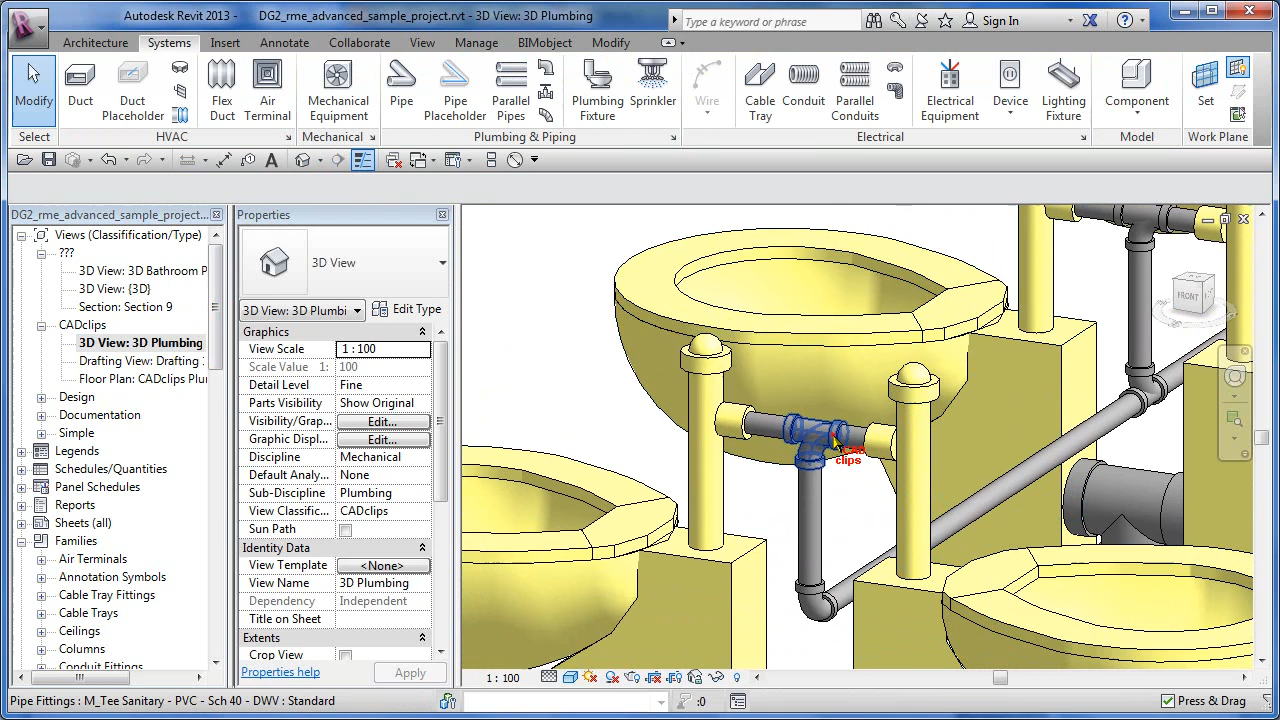 Autodesk Revit 2013 - DG2_rme_advanced_sample_project.rvt - 3D View: 3D Plumbing
Type a keyword or phrase
Sign In
Architecture Systems Insert Annotate Collaborate View Manage BIMobject Modify
Modify
Duct
Duct Placeholder
Flex Duct
Air Terminal
Mechanical Equipment
Pipe
Pipe Placeholder
Parallel Pipes
Plumbing Fixture
Sprinkler
Wire
Cable Tray
Conduit
Parallel Conduits
Electrical Equipment
Device
Lighting Fixture
Component
Set
Select HVAC Mechanical Plumbing & Piping Electrical Model Work Plane
DG2_rme_advanced_sample_project...
Views (Classifification/Type)
???
3D View: 3D Bathroom P
3D View: {3D}
Section: Section 9
CADclips
3D View: 3D Plumbing
Drafting View: Drafting
Floor Plan: CADclips Plur
Design
Documentation
Simple
Legends
Schedules/Quantities
Panel Schedules
Reports
Sheets (all)
Families
Air Terminals
Annotation Symbols
Cable Tray Fittings
Cable Trays
Ceilings
Columns
Conduit Fittings
Properties
3D View
3D View: 3D Plumbi
Edit Type
Graphics
View Scale 1 : 100
Scale Value 1: 100
Detail Level Fine
Parts Visibility Show Original
Visibility/Grap... Edit...
Graphic Displ... Edit...
Discipline Mechanical
Default Analy... None
Sub-Discipline Plumbing
View Classific... CADclips
Sun Path
Identity Data
View Template <None>
View Name 3D Plumbing
Dependency Independent
Title on Sheet
Extents
Crop View
Properties help
Apply
FRONT
CAD
clips
1 : 100
Pipe Fittings : M_Tee Sanitary - PVC - Sch 40 - DWV : Standard
:0
Press & Drag